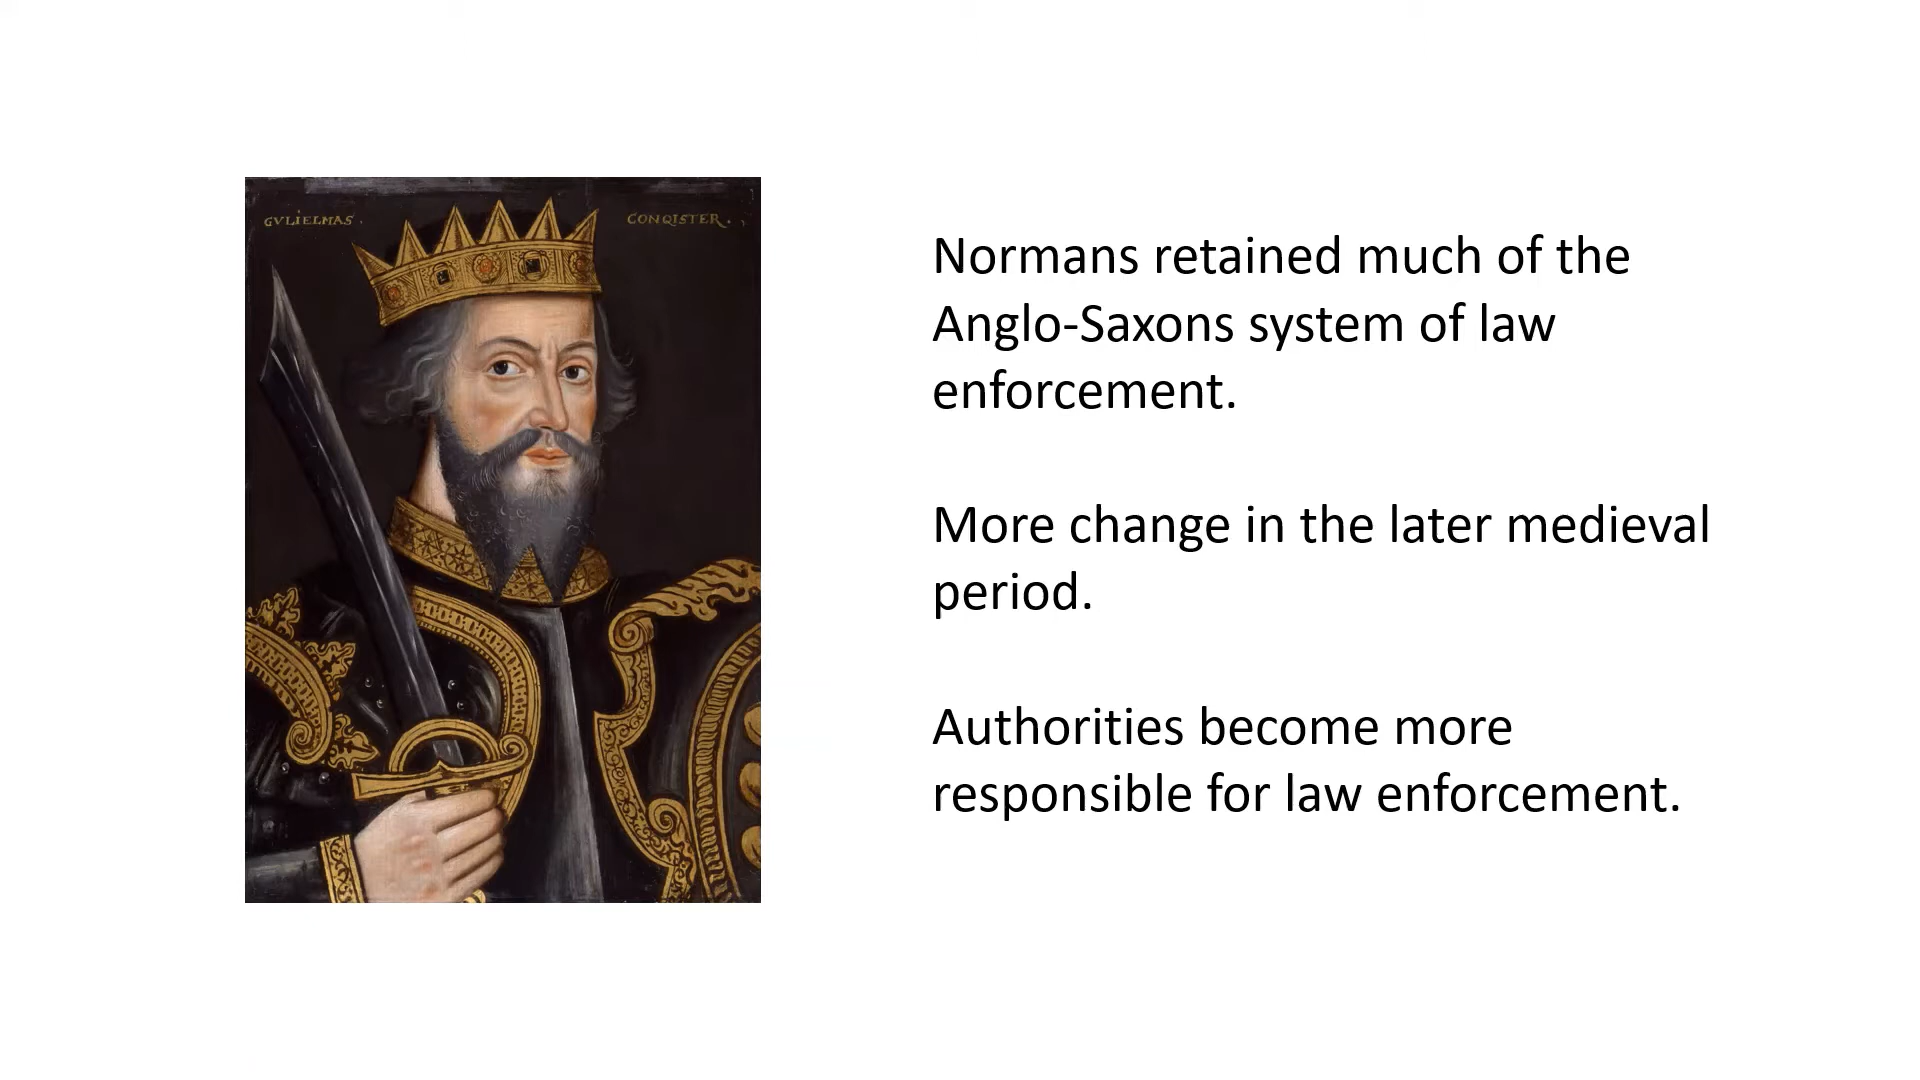 GVLIELMAS . CONQISTER .
Normans retained much of the
Anglo-Saxons system of law
enforcement.
More change in the later medieval
period.
Authorities become more
responsible for law enforcement.